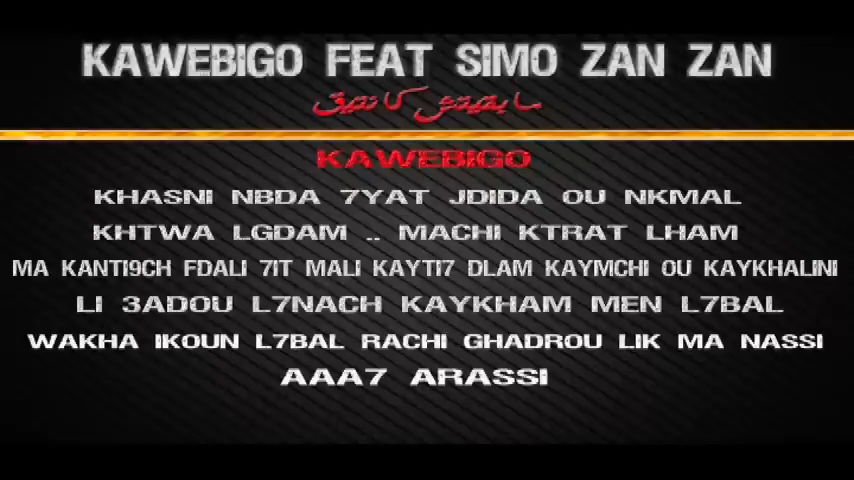 KAWEBIGO FEAT SIMO ZAN ZAN
مابقيتش كانتيق
KAWEBIGO
KHASNI NBDA 7YAT JDIDA OU NKMAL
KHTWA LGDAM .. MACHI KTRAT LHAM
MA KANTI9CH FDALI 7IT MALI KAYTI7 DLAM KAYMCHI OU KAYKHALINI
LI 3ADOU L7NACH KAYKHAM MEN L7BAL
WAKHA IKOUN L7BAL RACHI GHADROU LIK MA NASSI
AAA7 ARASSI